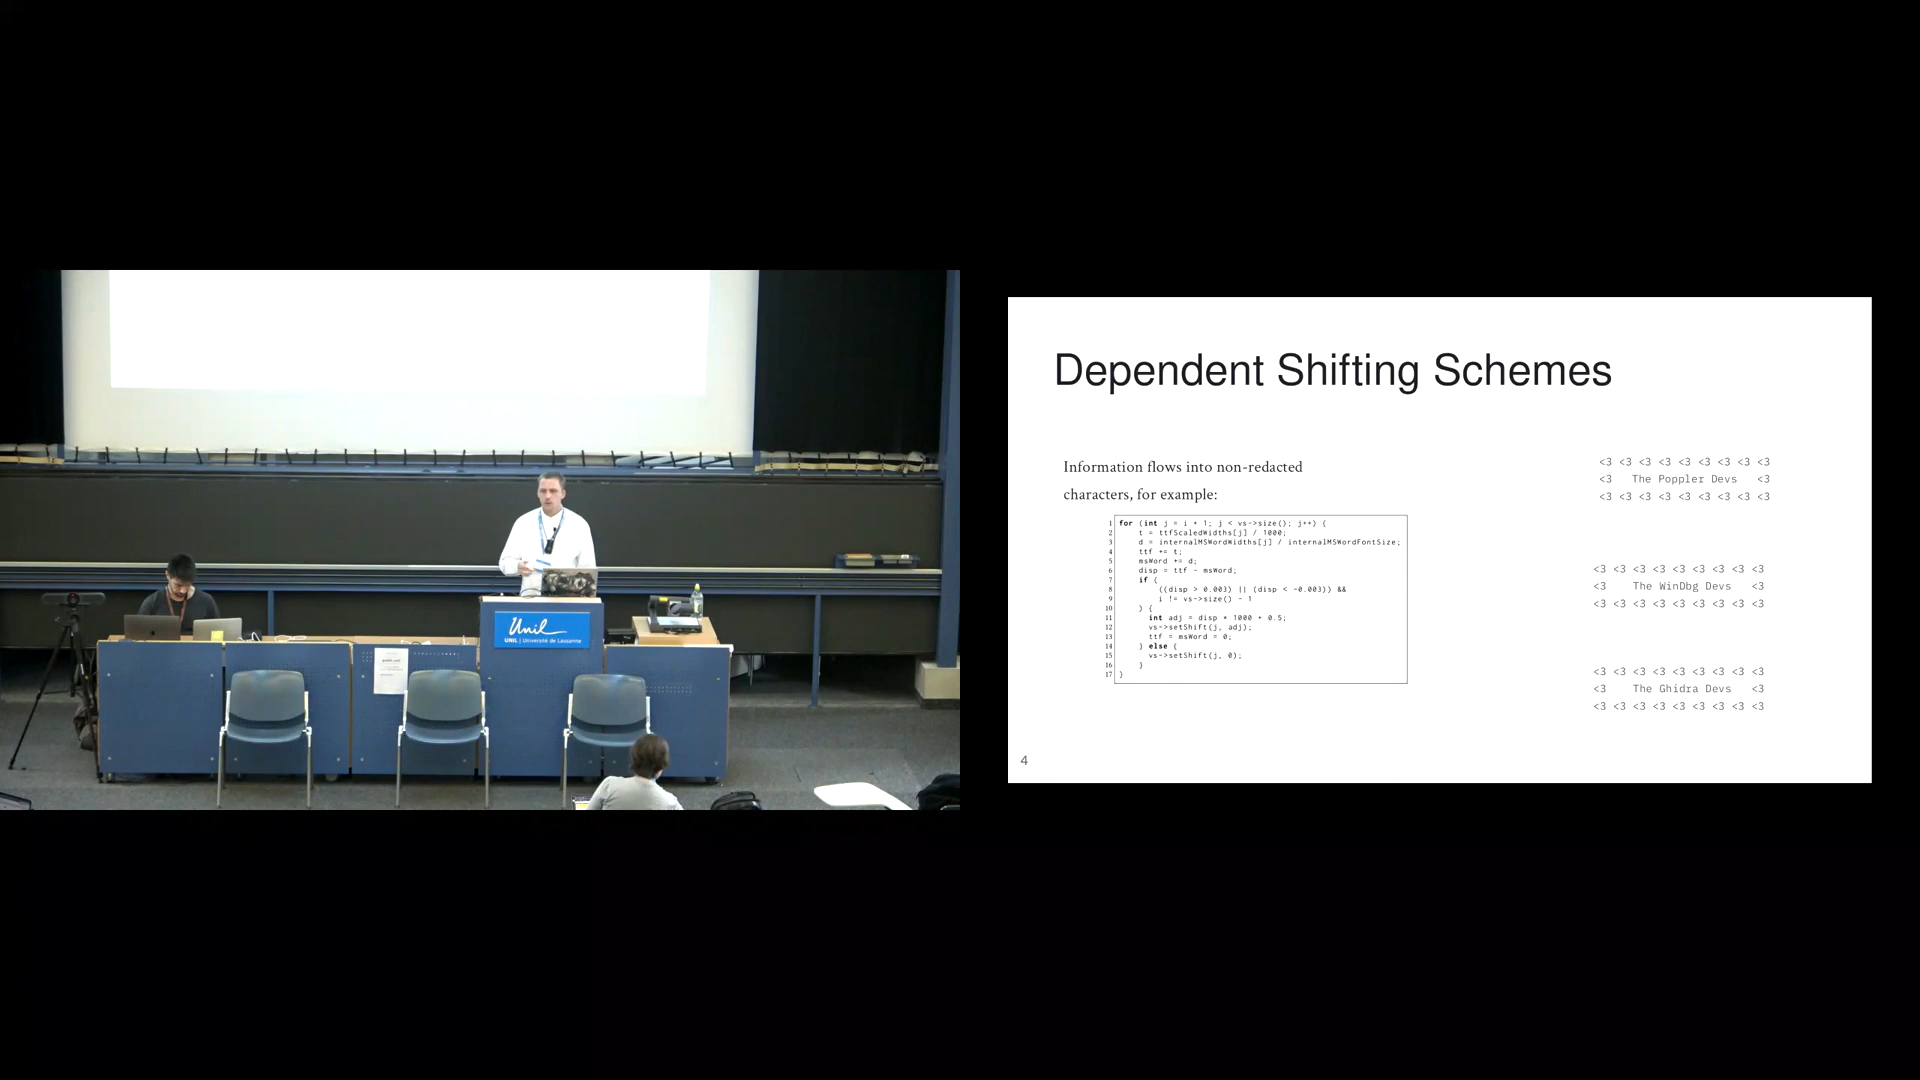 Unil
UNIL | Université de Lausanne
Dependent Shifting Schemes
Information flows into non-redacted
characters, for example:
1 for (int j = i + 1; j < vs->size(); j++) {
2 t = ttfScaledWidths[j] / 1000;
3 d = internalMSWordWidths[j] / internalMSWordFontSize;
4 ttf += t;
5 msWord += d;
6 disp = ttf - msWord;
7 if (
8 ((disp > 0.003) || (disp < -0.003)) &&
9 i != vs->size() - 1
10 ) {
11 int adj = disp * 1000 + 0.5;
12 vs->setShift(j, adj);
13 ttf = msWord = 0;
14 } else {
15 vs->setShift(j, 0);
16 }
17 }
<3 <3 <3 <3 <3 <3 <3 <3 <3
<3 The Poppler Devs <3
<3 <3 <3 <3 <3 <3 <3 <3 <3
<3 <3 <3 <3 <3 <3 <3 <3 <3
<3 The WinDbg Devs <3
<3 <3 <3 <3 <3 <3 <3 <3 <3
<3 <3 <3 <3 <3 <3 <3 <3 <3
<3 The Ghidra Devs <3
<3 <3 <3 <3 <3 <3 <3 <3 <3
4